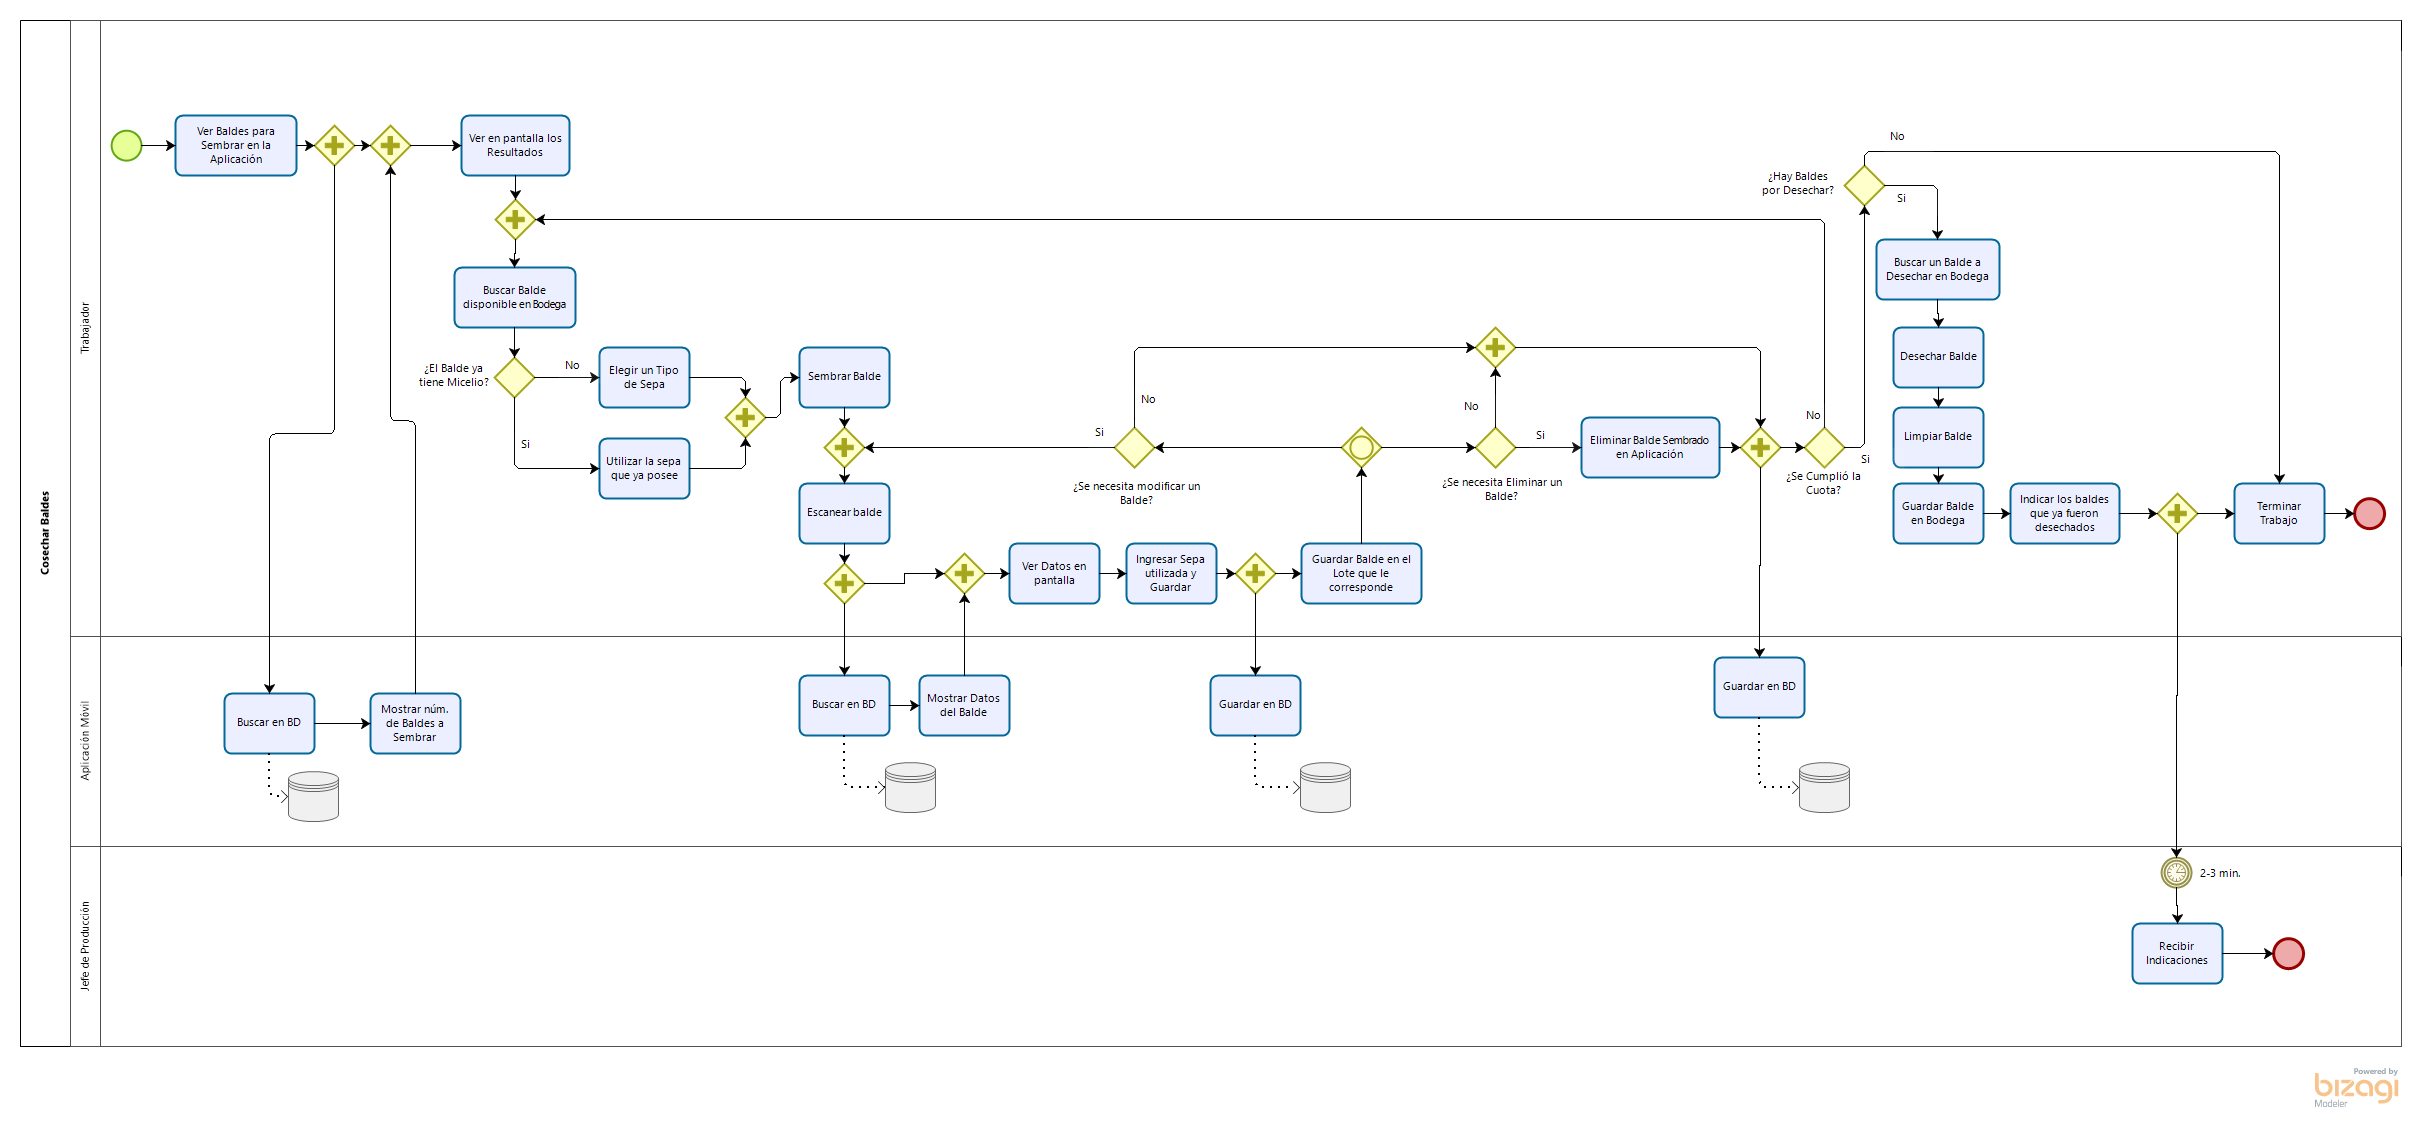 Cosechar Baldes
Trabajador
Ver Baldes para
Sembrar en la
Aplicación
Ver en pantalla los
Resultados
Buscar Balde
disponible en Bodega
¿El Balde ya
tiene Micelio?
No
Si
Elegir un Tipo
de Sepa
Utilizar la sepa
que ya posee
Sembrar Balde
Escanear balde
Ver Datos en
pantalla
Ingresar Sepa
utilizada y
Guardar
Guardar Balde en el
Lote que le
corresponde
Si
No
¿Se necesita modificar un
Balde?
No
Si
¿Se necesita Eliminar un
Balde?
Eliminar Balde Sembrado
en Aplicación
No
Si
¿Se Cumplió la
Cuota?
¿Hay Baldes
por Desechar?
No
Si
Buscar un Balde a
Desechar en Bodega
Desechar Balde
Limpiar Balde
Guardar Balde
en Bodega
Indicar los baldes
que ya fueron
desechados
Terminar
Trabajo
Aplicación Móvil
Buscar en BD
Mostrar núm.
de Baldes a
Sembrar
Buscar en BD
Mostrar Datos
del Balde
Guardar en BD
Guardar en BD
Jefe de Producción
2-3 min.
Recibir
Indicaciones
Powered by
bizagi
Modeler